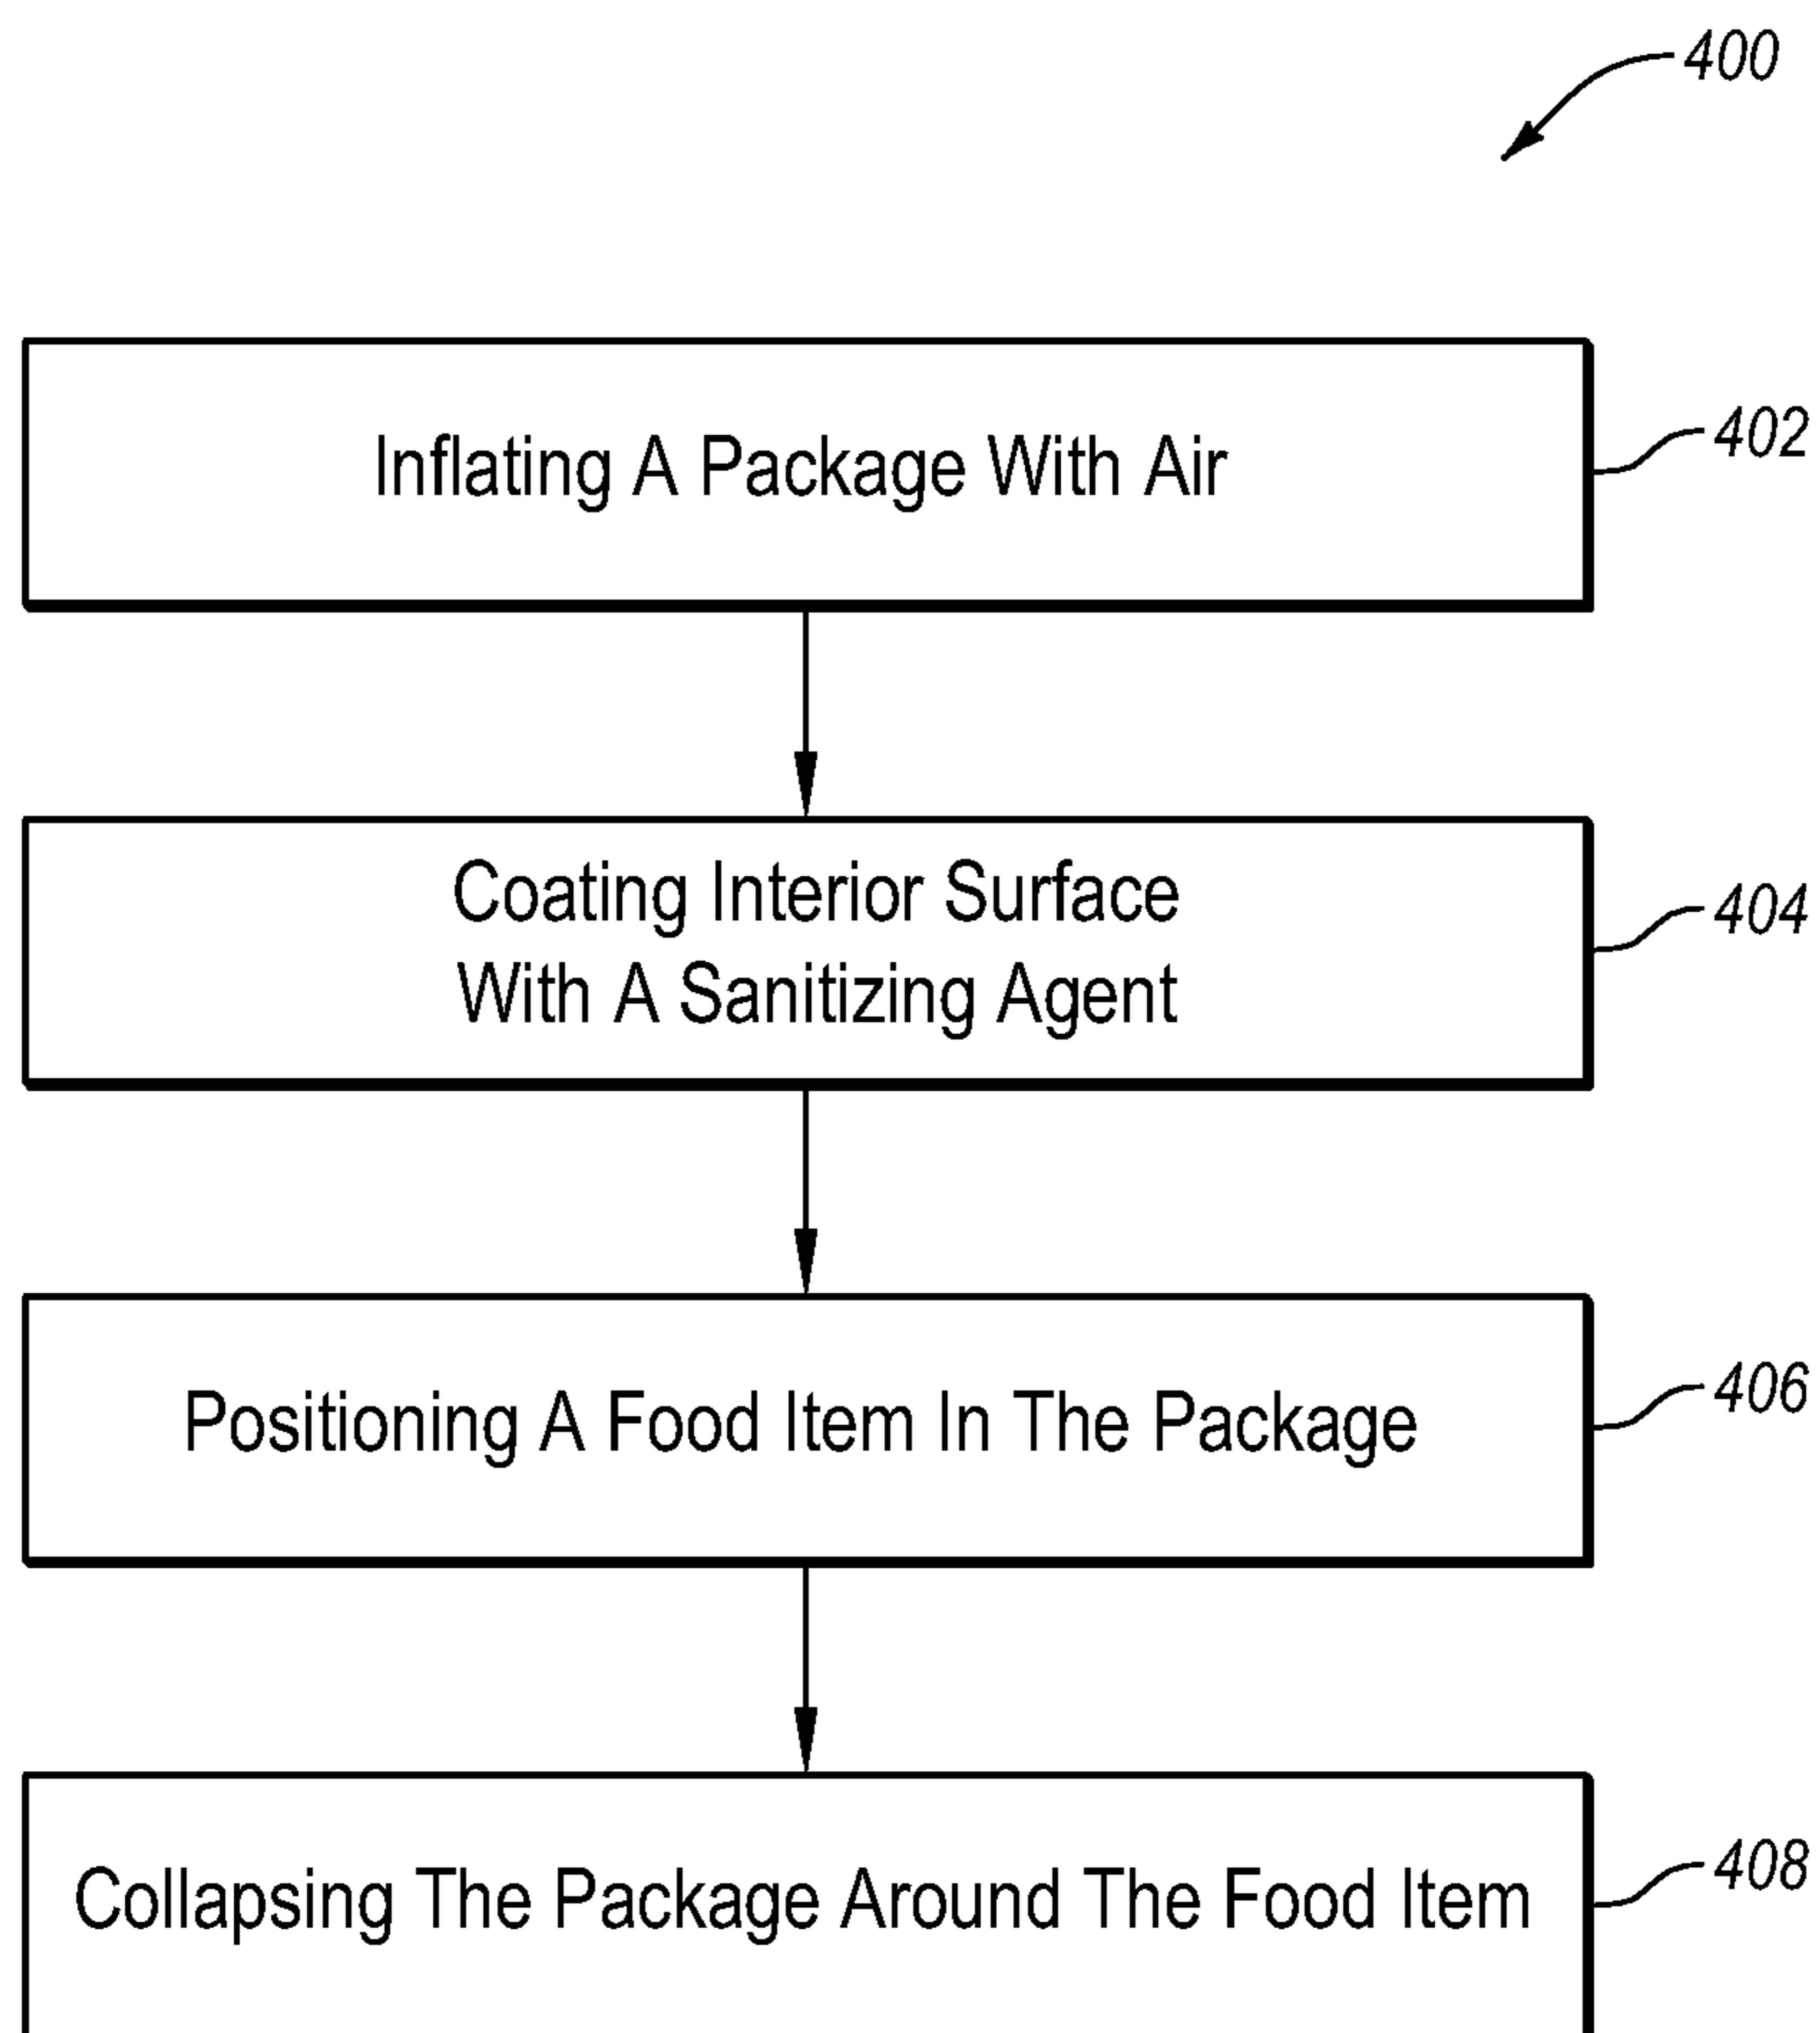 400
Inflating A Package With Air
402
Coating Interior Surface
With A Sanitizing Agent
404
Positioning A Food Item In The Package
406
Collapsing The Package Around The Food Item
408